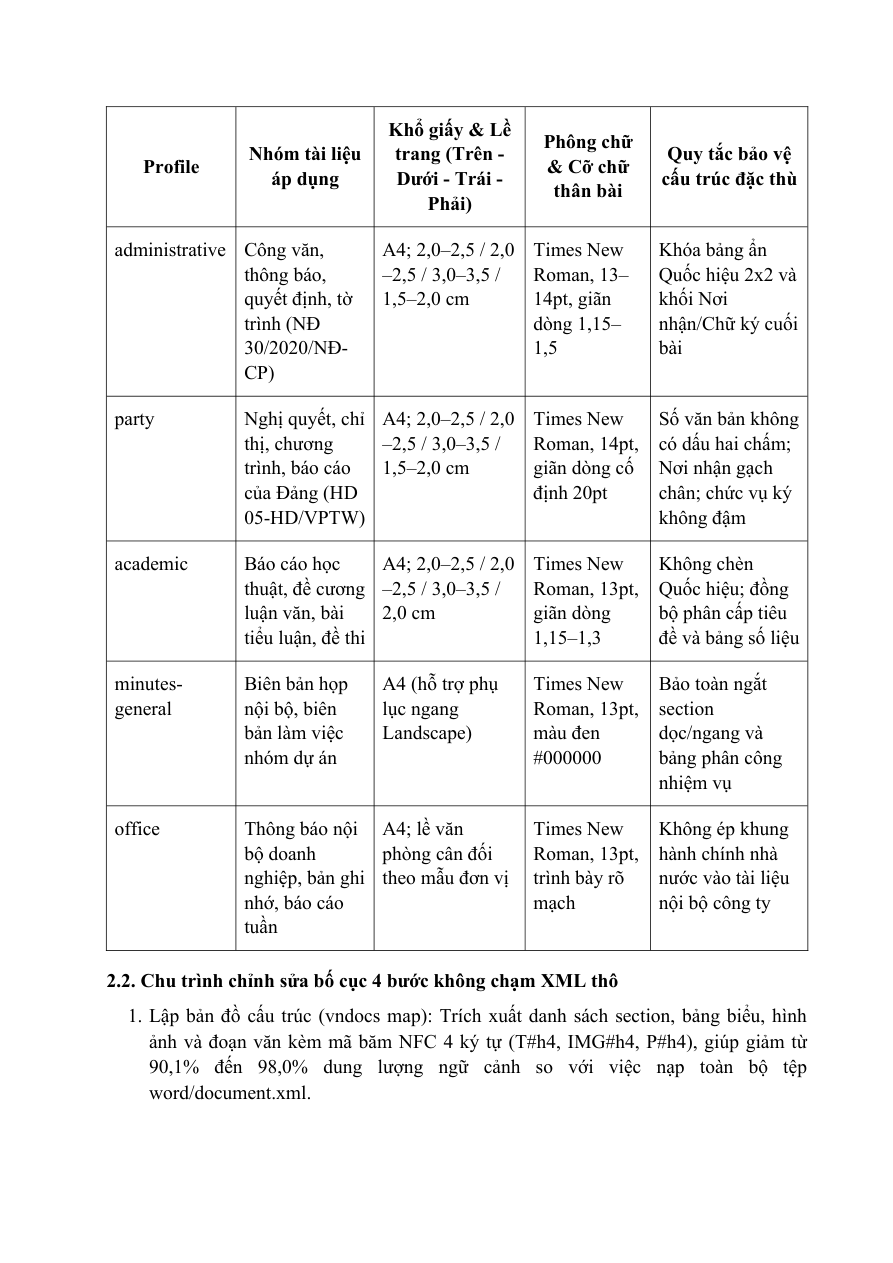 Profile
Nhóm tài liệu
áp dụng
Khổ giấy & Lề
trang (Trên -
Dưới - Trái -
Phải)
Phông chữ
& Cỡ chữ
thân bài
Quy tắc bảo vệ
cấu trúc đặc thù
administrative
Công văn,
thông báo,
quyết định, tờ
trình (NĐ
30/2020/NĐ-
CP)
A4; 2,0–2,5 / 2,0
–2,5 / 3,0–3,5 /
1,5–2,0 cm
Times New
Roman, 13–
14pt, giãn
dòng 1,15–
1,5
Khóa bảng ẩn
Quốc hiệu 2x2 và
khối Nơi
nhận/Chữ ký cuối
bài
party
Nghị quyết, chỉ
thị, chương
trình, báo cáo
của Đảng (HD
05-HD/VPTW)
A4; 2,0–2,5 / 2,0
–2,5 / 3,0–3,5 /
1,5–2,0 cm
Times New
Roman, 14pt,
giãn dòng cố
định 20pt
Số văn bản không
có dấu hai chấm;
Nơi nhận gạch
chân; chức vụ ký
không đậm
academic
Báo cáo học
thuật, đề cương
luận văn, bài
tiểu luận, đề thi
A4; 2,0–2,5 / 2,0
–2,5 / 3,0–3,5 /
2,0 cm
Times New
Roman, 13pt,
giãn dòng
1,15–1,3
Không chèn
Quốc hiệu; đồng
bộ phân cấp tiêu
đề và bảng số liệu
minutes-
general
Biên bản họp
nội bộ, biên
bản làm việc
nhóm dự án
A4 (hỗ trợ phụ
lục ngang
Landscape)
Times New
Roman, 13pt,
màu đen
#000000
Bảo toàn ngắt
section
dọc/ngang và
bảng phân công
nhiệm vụ
office
Thông báo nội
bộ doanh
nghiệp, bản ghi
nhớ, báo cáo
tuần
A4; lề văn
phòng cân đối
theo mẫu đơn vị
Times New
Roman, 13pt,
trình bày rõ
mạch
Không ép khung
hành chính nhà
nước vào tài liệu
nội bộ công ty
2.2. Chu trình chỉnh sửa bố cục 4 bước không chạm XML thô
1. Lập bản đồ cấu trúc (vndocs map): Trích xuất danh sách section, bảng biểu, hình
ảnh và đoạn văn kèm mã băm NFC 4 ký tự (T#h4, IMG#h4, P#h4), giúp giảm từ
90,1% đến 98,0% dung lượng ngữ cảnh so với việc nạp toàn bộ tệp
word/document.xml.